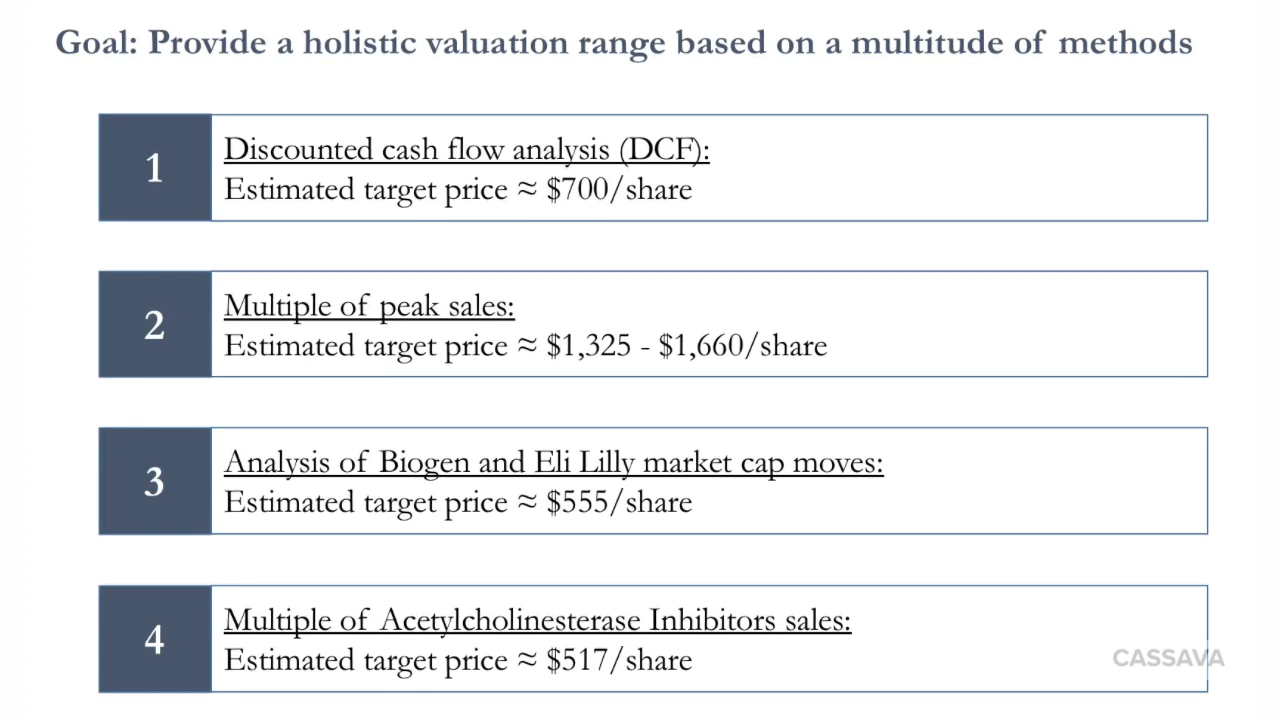 Goal: Provide a holistic valuation range based on a multitude of methods
1
Discounted cash flow analysis (DCF):
Estimated target price ≈ $700/share
2
Multiple of peak sales:
Estimated target price ≈ $1,325 - $1,660/share
3
Analysis of Biogen and Eli Lilly market cap moves:
Estimated target price ≈ $555/share
4
Multiple of Acetylcholinesterase Inhibitors sales:
Estimated target price ≈ $517/share
CASSAVA